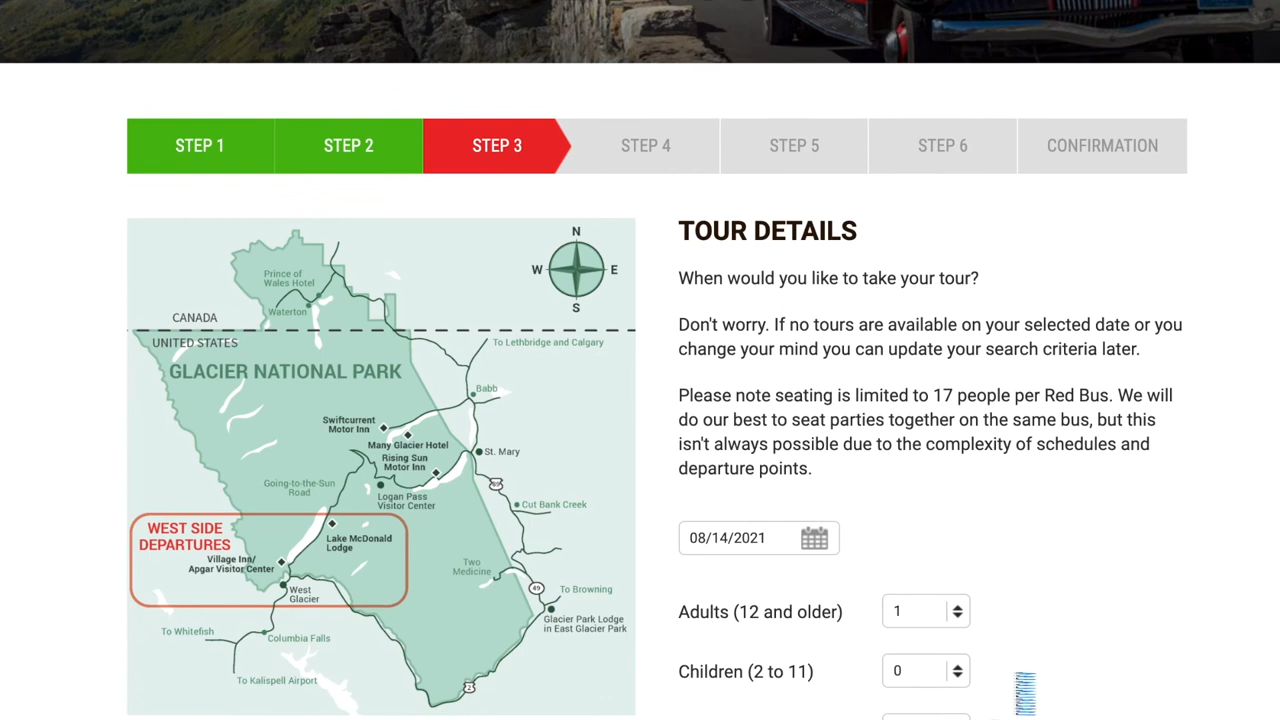 STEP 1
STEP 2
STEP 3
STEP 4
STEP 5
STEP 6
CONFIRMATION
N
W
E
S
Prince of
Wales Hotel
Waterton
CANADA
UNITED STATES
To Lethbridge and Calgary
GLACIER NATIONAL PARK
Babb
Swiftcurrent
Motor Inn
Many Glacier Hotel
Rising Sun
Motor Inn
St. Mary
Going-to-the-Sun
Road
Logan Pass
Visitor Center
89
Cut Bank Creek
WEST SIDE
DEPARTURES
Lake McDonald
Lodge
Village Inn/
Apgar Visitor Center
Two
Medicine
West
Glacier
49
To Browning
Glacier Park Lodge
in East Glacier Park
To Whitefish
Columbia Falls
To Kalispell Airport
2
TOUR DETAILS
When would you like to take your tour?
Don't worry. If no tours are available on your selected date or you
change your mind you can update your search criteria later.
Please note seating is limited to 17 people per Red Bus. We will
do our best to seat parties together on the same bus, but this
isn't always possible due to the complexity of schedules and
departure points.
08/14/2021
Adults (12 and older)
1
Children (2 to 11)
0